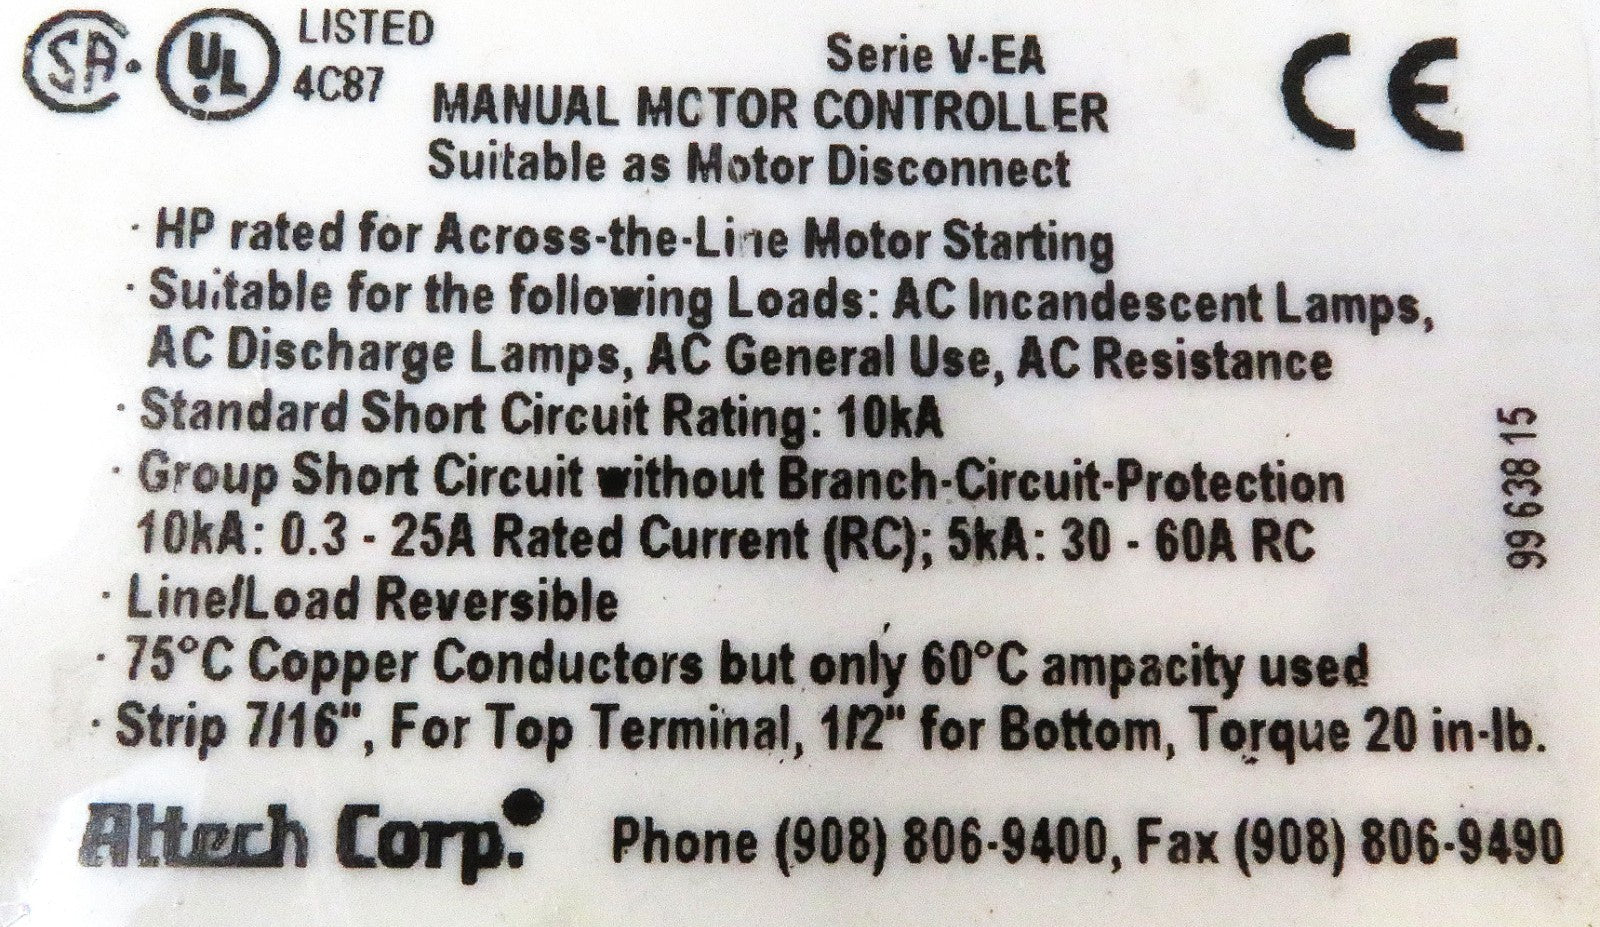 SA UL LISTED
4C87
Serie V-EA
CE
MANUAL MOTOR CONTROLLER
Suitable as Motor Disconnect
· HP rated for Across-the-Line Motor Starting
· Suitable for the following Loads: AC Incandescent Lamps,
AC Discharge Lamps, AC General Use, AC Resistance
· Standard Short Circuit Rating: 10kA
· Group Short Circuit without Branch-Circuit-Protection
10kA: 0.3 - 25A Rated Current (RC); 5kA: 30 - 60A RC
· Line/Load Reversible
· 75°C Copper Conductors but only 60°C ampacity used
· Strip 7/16", For Top Terminal, 1/2" for Bottom, Torque 20 in-lb.
99 638 15
Altech Corp. Phone (908) 806-9400, Fax (908) 806-9490